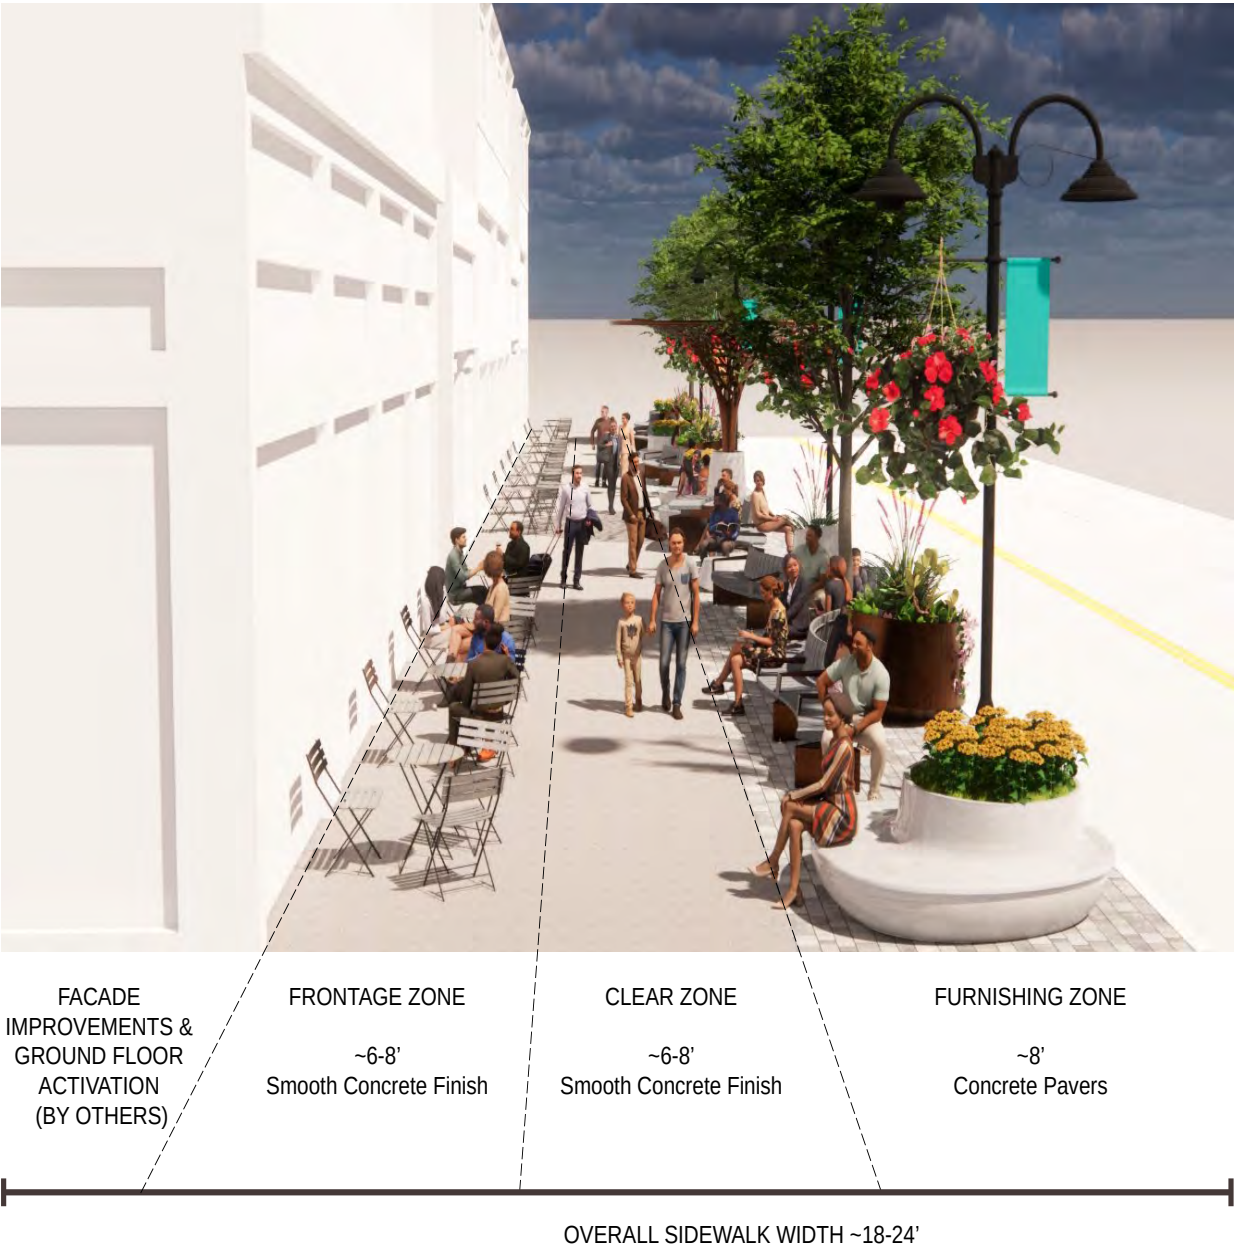 FACADE
IMPROVEMENTS &
GROUND FLOOR
ACTIVATION
(BY OTHERS)
FRONTAGE ZONE
~6-8’
Smooth Concrete Finish
CLEAR ZONE
~6-8’
Smooth Concrete Finish
FURNISHING ZONE
~8’
Concrete Pavers
OVERALL SIDEWALK WIDTH ~18-24’